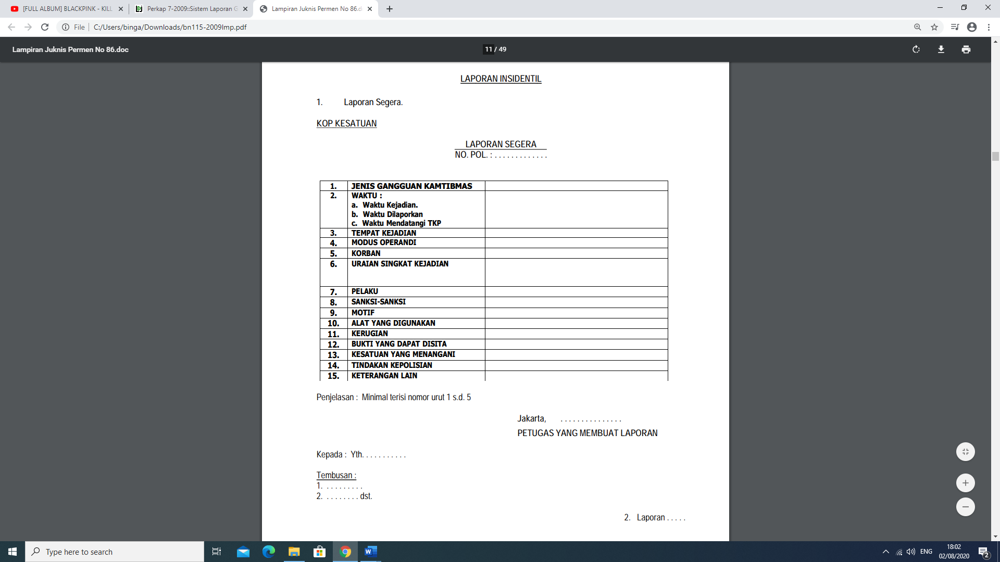 [FULL ALBUM] BLACKPINK - KILL
Perkap 7-2009::Sistem Laporan G
Lampiran Juknis Permen No 86.d
File
C:/Users/binga/Downloads/bn115-2009lmp.pdf
Lampiran Juknis Permen No 86.doc
11 / 49
LAPORAN INSIDENTIL
1. Laporan Segera.
KOP KESATUAN
LAPORAN SEGERA
NO. POL. : . . . . . . . . . . . . .
1. JENIS GANGGUAN KAMTIBMAS
2. WAKTU :
a. Waktu Kejadian.
b. Waktu Dilaporkan
c. Waktu Mendatangi TKP
3. TEMPAT KEJADIAN
4. MODUS OPERANDI
5. KORBAN
6. URAIAN SINGKAT KEJADIAN
7. PELAKU
8. SANKSI-SANKSI
9. MOTIF
10. ALAT YANG DIGUNAKAN
11. KERUGIAN
12. BUKTI YANG DAPAT DISITA
13. KESATUAN YANG MENANGANI
14. TINDAKAN KEPOLISIAN
15. KETERANGAN LAIN
Penjelasan : Minimal terisi nomor urut 1 s.d. 5
Jakarta, . . . . . . . . . . . . . . .
PETUGAS YANG MEMBUAT LAPORAN
Kepada : Yth. . . . . . . . . . .
Tembusan :
1. . . . . . . . . .
2. . . . . . . . . dst.
2. Laporan . . . . .
Type here to search
ENG
18:02
02/08/2020
2